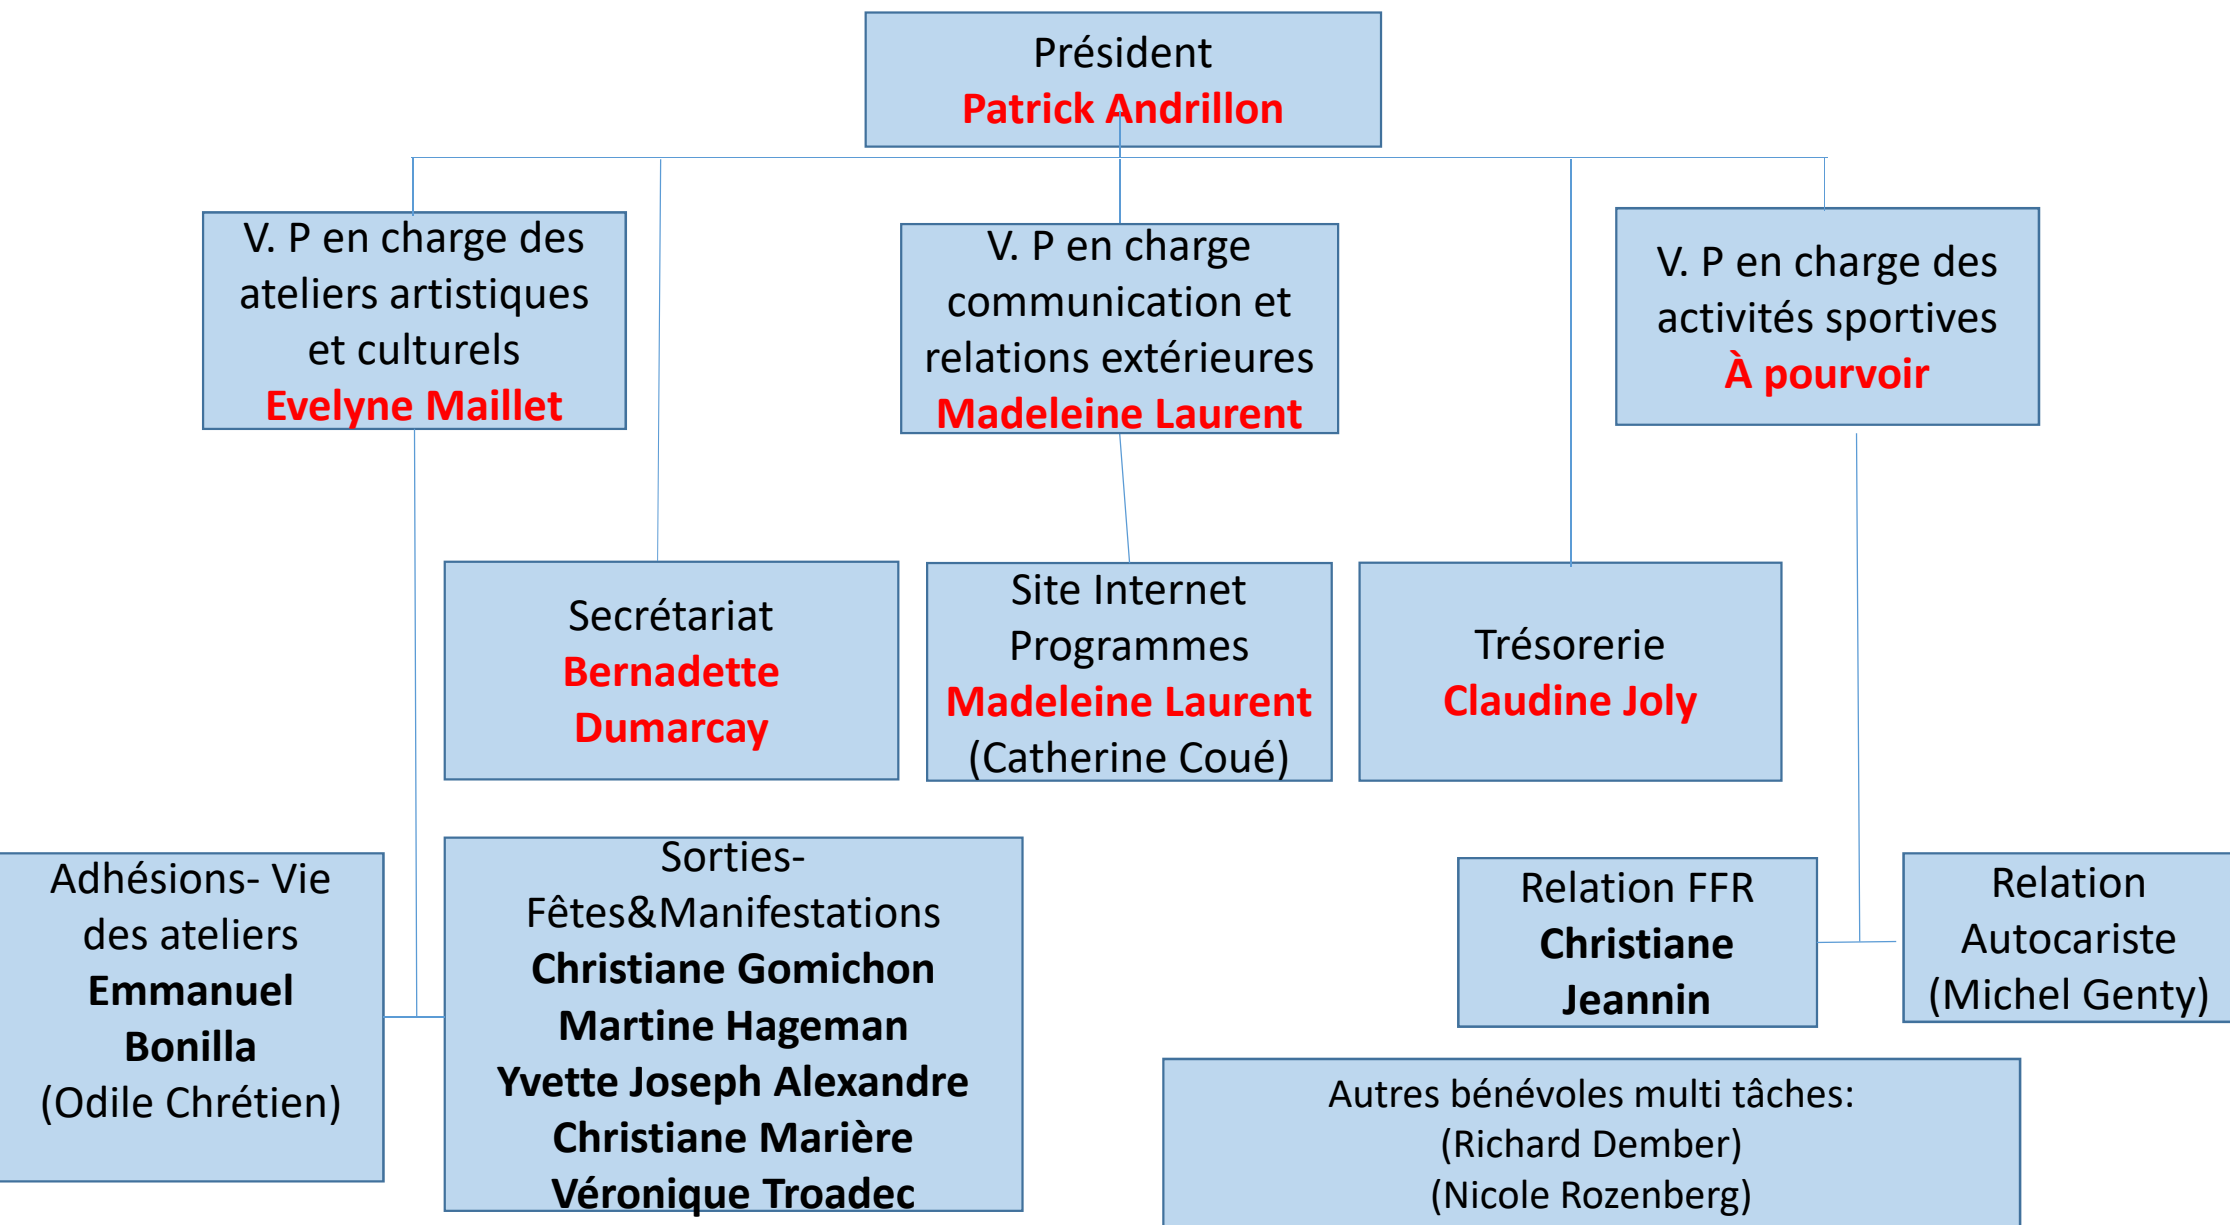 Président
Patrick Andrillon
V. P en charge des
ateliers artistiques
et culturels
Evelyne Maillet
V. P en charge
communication et
relations extérieures
Madeleine Laurent
V. P en charge des
activités sportives
À pourvoir
Secrétariat
Bernadette
Dumarcay
Site Internet
Programmes
Madeleine Laurent
(Catherine Coué)
Trésorerie
Claudine Joly
Adhésions- Vie
des ateliers
Emmanuel
Bonilla
(Odile Chrétien)
Sorties-
Fêtes&Manifestations
Christiane Gomichon
Martine Hageman
Yvette Joseph Alexandre
Christiane Marière
Véronique Troadec
Relation FFR
Christiane
Jeannin
Relation
Autocariste
(Michel Genty)
Autres bénévoles multi tâches:
(Richard Dember)
(Nicole Rozenberg)